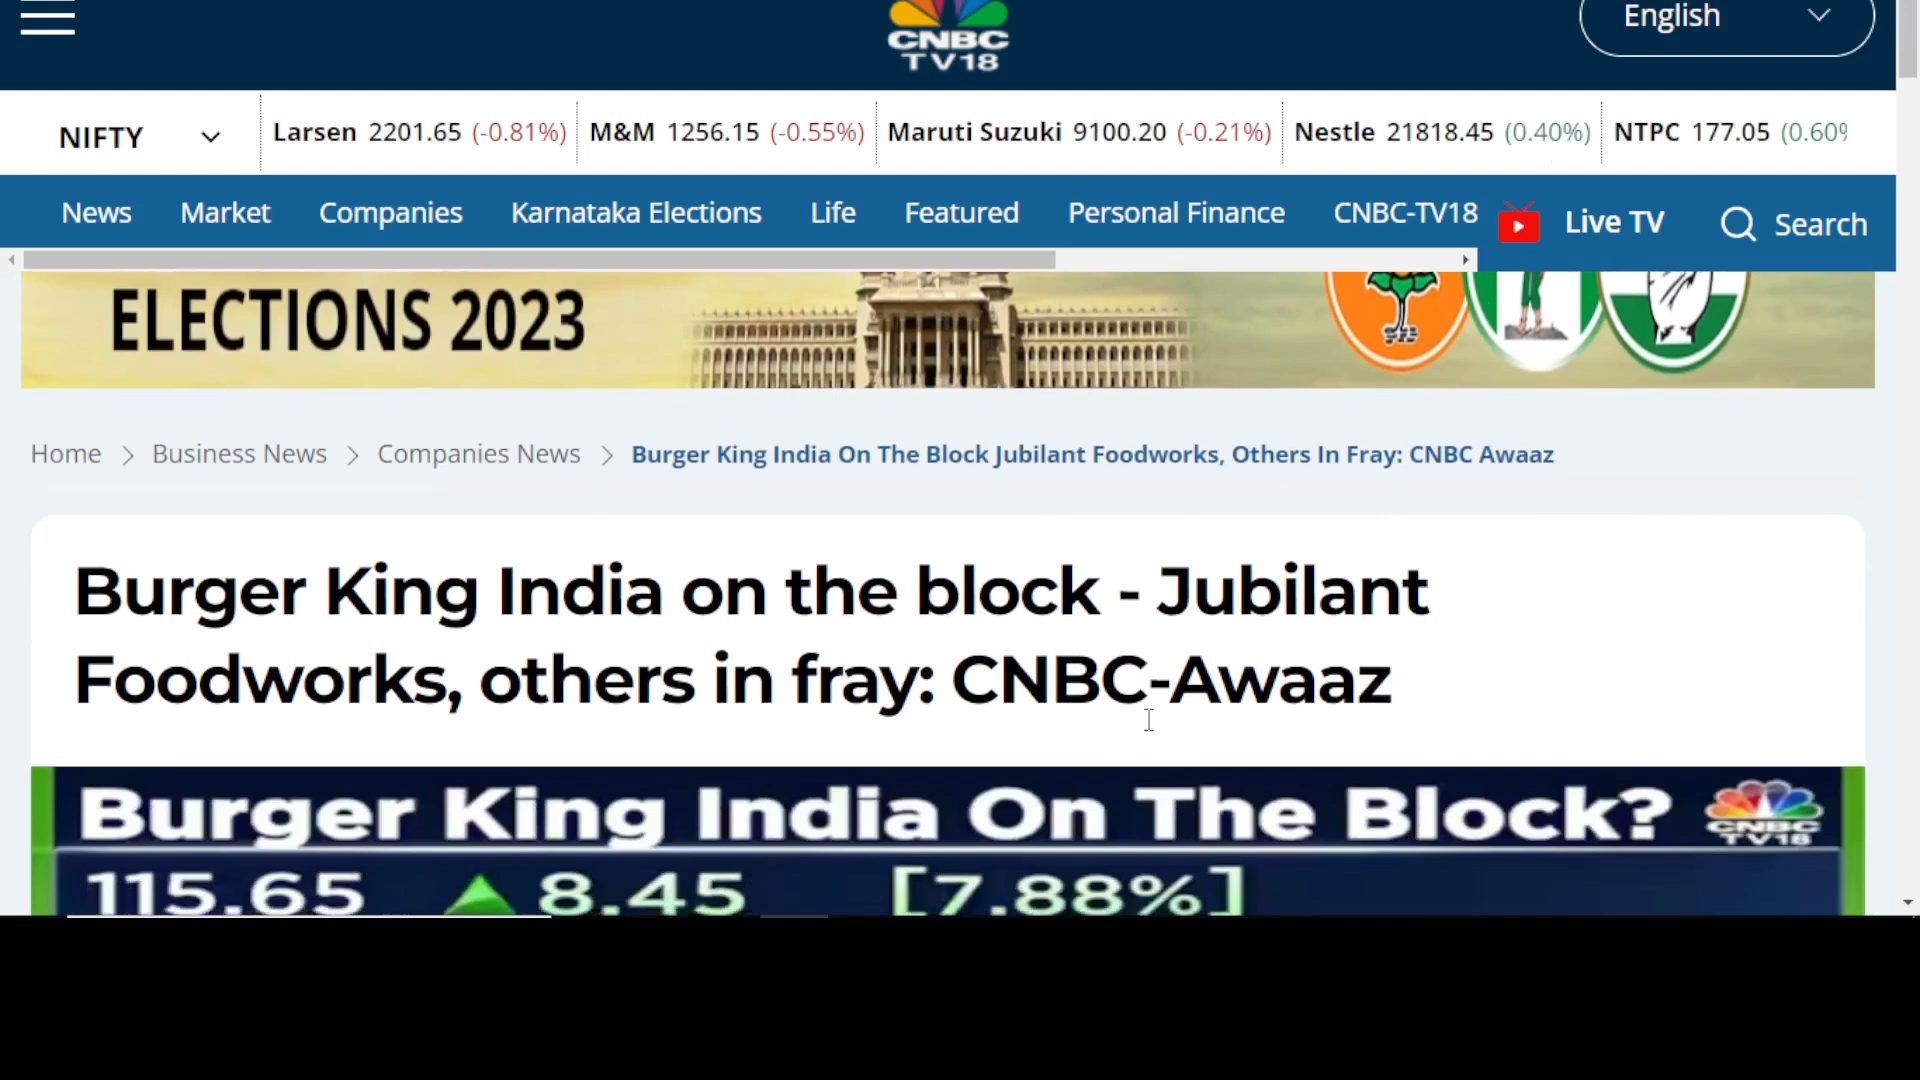 CNBC
TV18
English
NIFTY
Larsen 2201.65 (-0.81%) M&M 1256.15 (-0.55%) Maruti Suzuki 9100.20 (-0.21%) Nestle 21818.45 (0.40%) NTPC 177.05 (0.60%
News Market Companies Karnataka Elections Life Featured Personal Finance CNBC-TV18 Live TV Search
ELECTIONS 2023
Home > Business News > Companies News > Burger King India On The Block Jubilant Foodworks, Others In Fray: CNBC Awaaz
Burger King India on the block - Jubilant
Foodworks, others in fray: CNBC-Awaaz
Burger King India On The Block?
CNBC
TV18
115.65 ▲ 8.45 [7.88%]